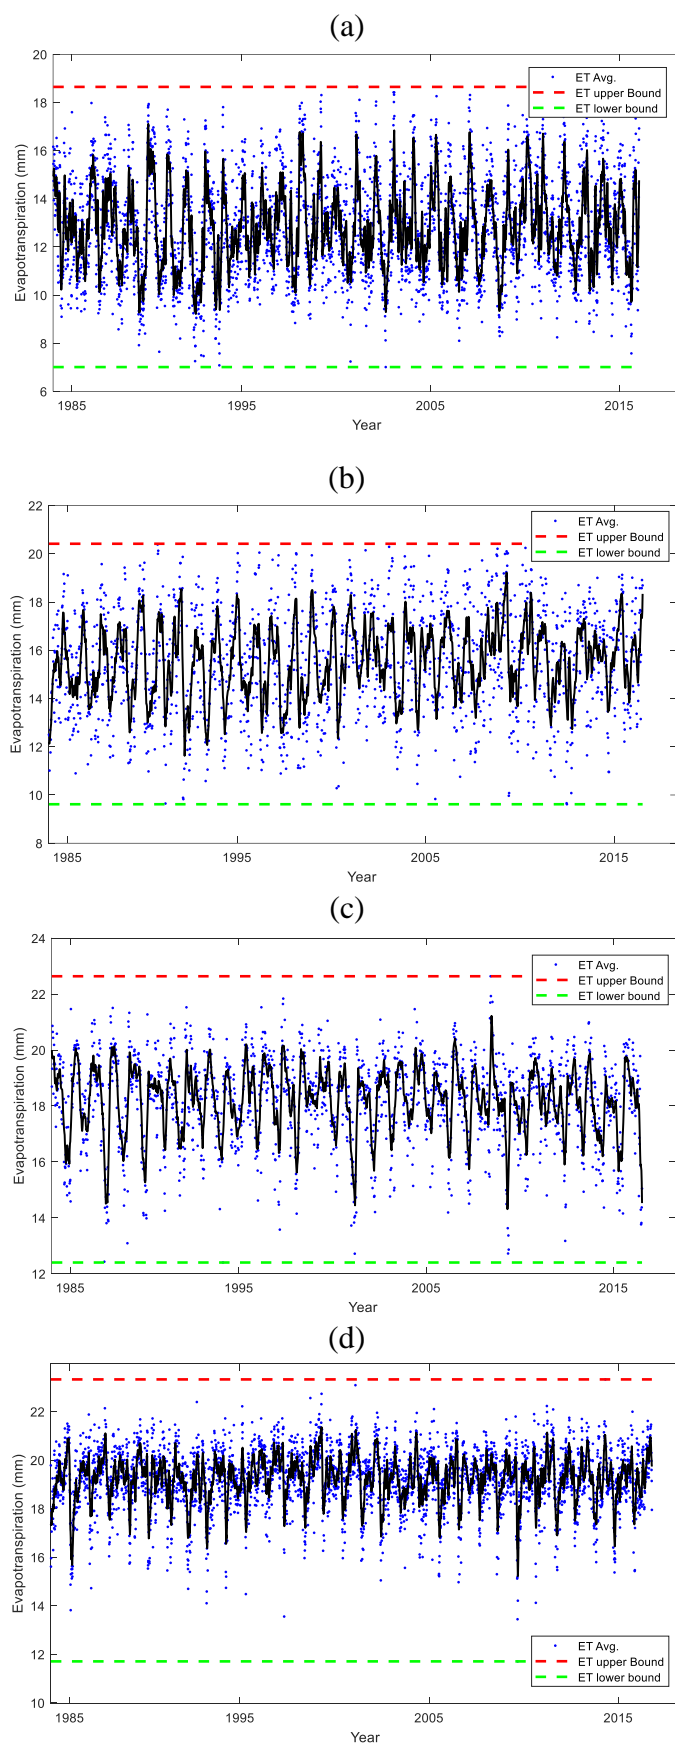 (a)
20
18
16
14
12
10
8
6
Evapotranspiration (mm)
ET Avg.
ET upper Bound
ET lower bound
1985 1995 2005 2015
Year
(b)
22
20
18
16
14
12
10
8
Evapotranspiration (mm)
ET Avg.
ET upper Bound
ET lower bound
1985 1995 2005 2015
Year
(c)
24
22
20
18
16
14
12
Evapotranspiration (mm)
ET Avg.
ET upper Bound
ET lower bound
1985 1995 2005 2015
Year
(d)
22
20
18
16
14
12
10
Evapotranspiration (mm)
ET Avg.
ET upper Bound
ET lower bound
1985 1995 2005 2015
Year